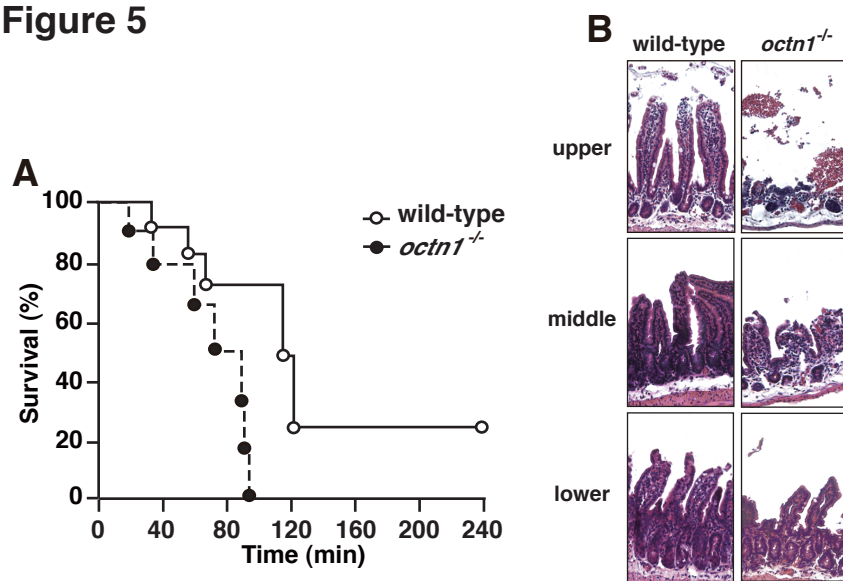 Figure 5
B
wild-type octn1-/-
upper
middle
lower
A
100
80
60
40
20
0
Survival (%)
wild-type
octn1-/-
0 40 80 120 160 200 240
Time (min)